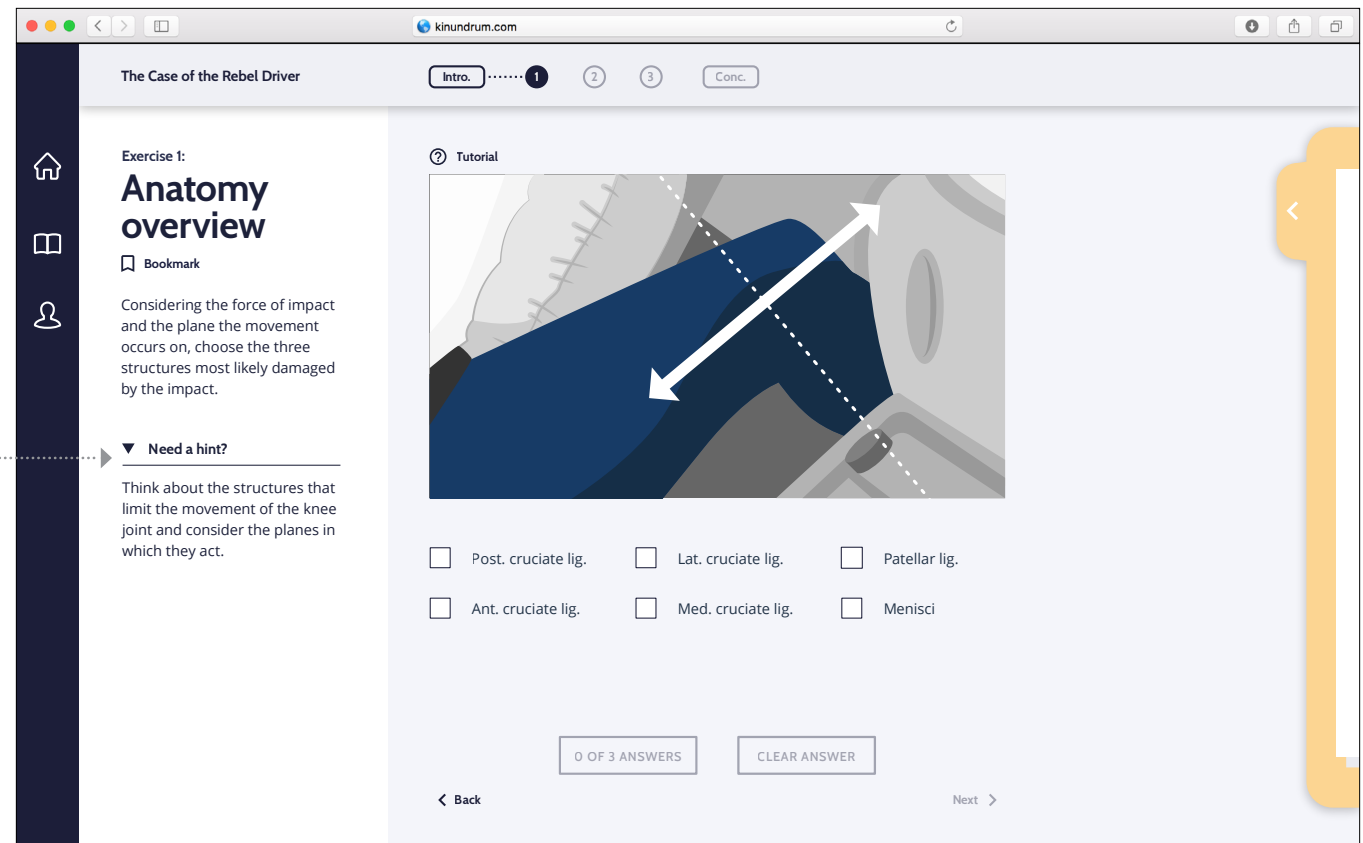 kinundrum.com
The Case of the Rebel Driver
Intro.
1
2
3
Conc.
Exercise 1:
Anatomy
overview
Bookmark
Considering the force of impact
and the plane the movement
occurs on, choose the three
structures most likely damaged
by the impact.
Need a hint?
Think about the structures that
limit the movement of the knee
joint and consider the planes in
which they act.
Tutorial
Post. cruciate lig.
Lat. cruciate lig.
Patellar lig.
Ant. cruciate lig.
Med. cruciate lig.
Menisci
0 OF 3 ANSWERS
CLEAR ANSWER
Back
Next